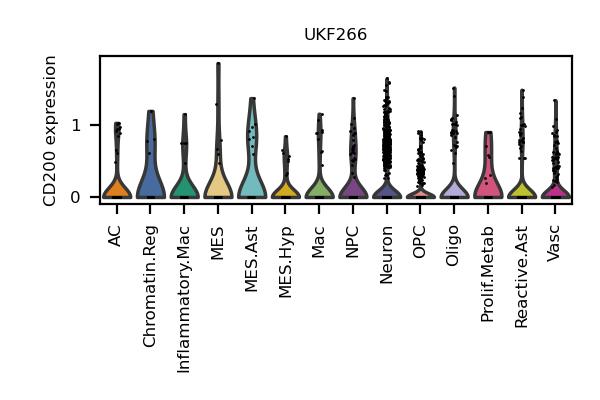 UKF266
CD200 expression
1
0
AC
Chromatin.Reg
Inflammatory.Mac
MES
MES.Ast
MES.Hyp
Mac
NPC
Neuron
OPC
Oligo
Prolif.Metab
Reactive.Ast
Vasc